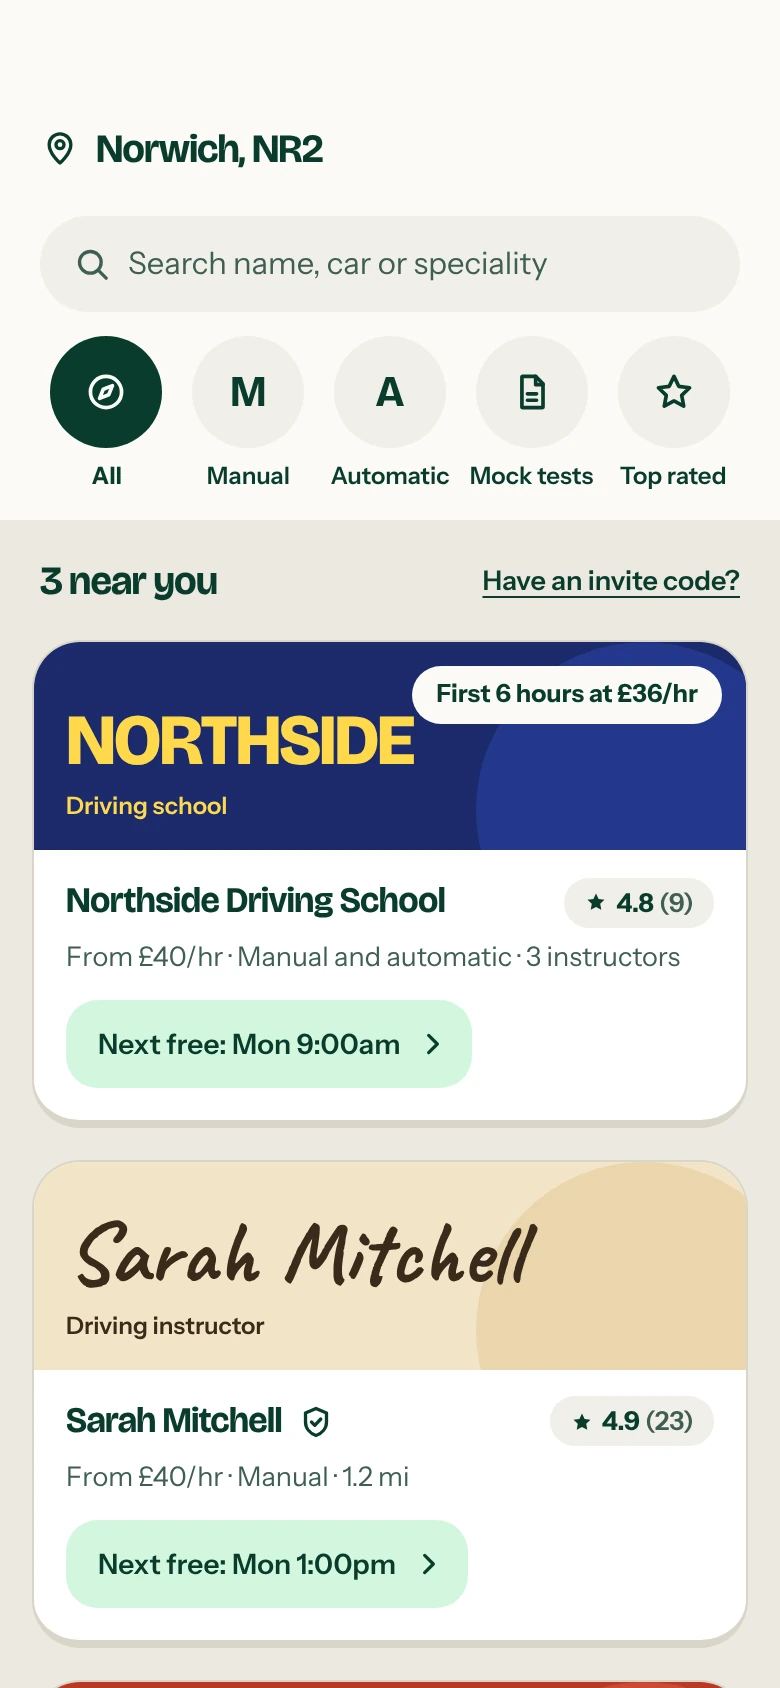 Norwich, NR2
Search name, car or speciality
M
A
All
Manual
Automatic
Mock tests
Top rated
3 near you
Have an invite code?
First 6 hours at £36/hr
NORTHSIDE
Driving school
Northside Driving School
4.8 (9)
From £40/hr · Manual and automatic · 3 instructors
Next free: Mon 9:00am
Sarah Mitchell
Driving instructor
Sarah Mitchell
4.9 (23)
From £40/hr · Manual · 1.2 mi
Next free: Mon 1:00pm